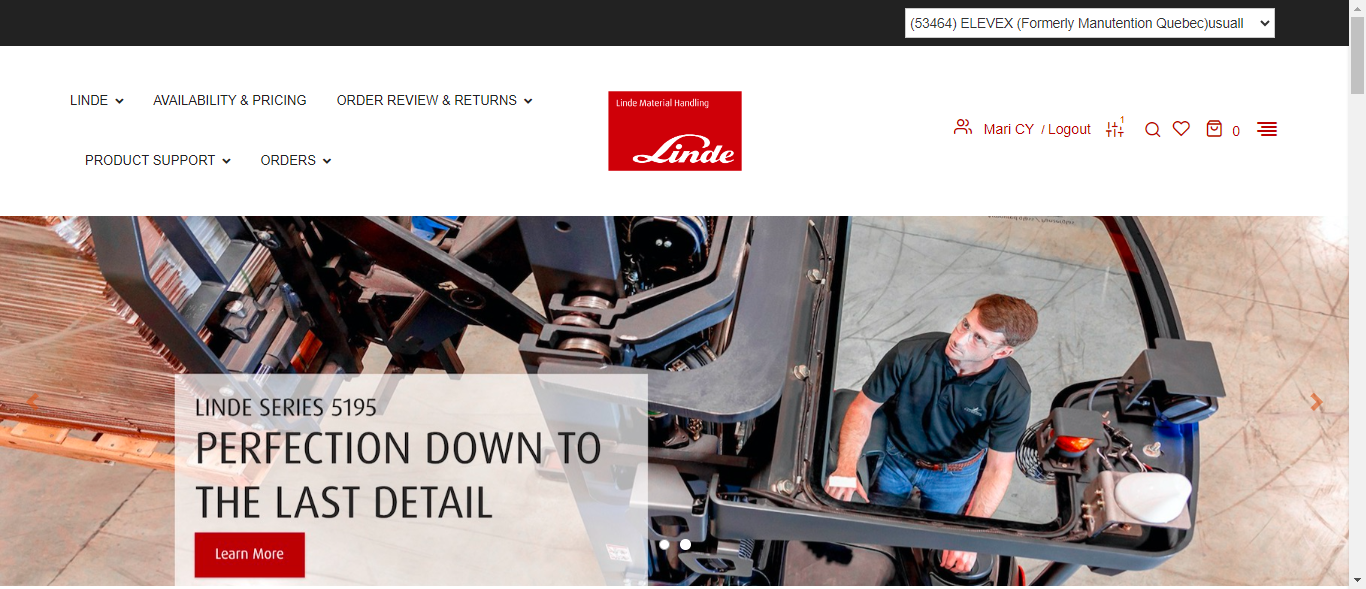 (53464) ELEVEX (Formerly Manutention Quebec)usuall
LINDE
AVAILABILITY & PRICING
ORDER REVIEW & RETURNS
PRODUCT SUPPORT
ORDERS
Linde Material Handling
Linde
Mari CY / Logout
1
0
LINDE SERIES 5195
PERFECTION DOWN TO
THE LAST DETAIL
Learn More